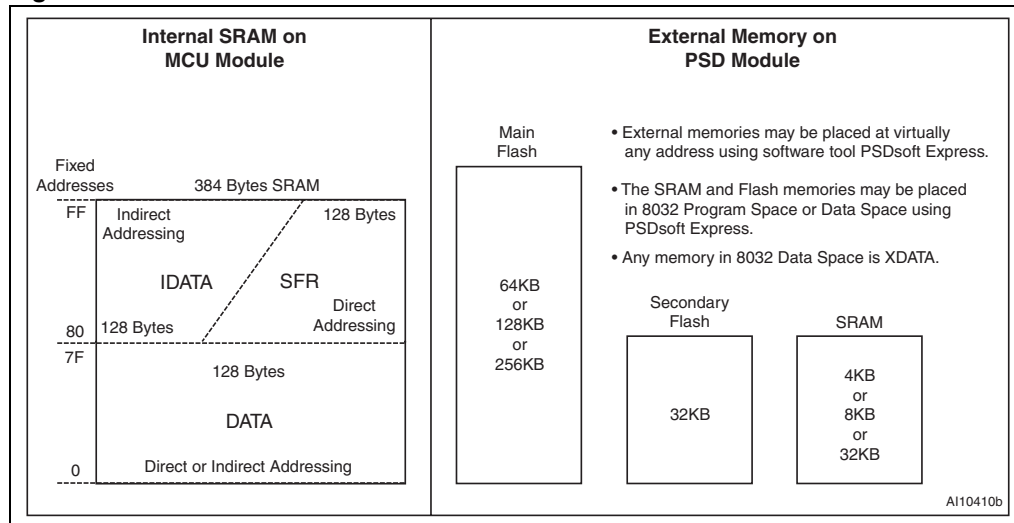 Internal SRAM on
MCU Module
Fixed
Addresses
384 Bytes SRAM
FF
Indirect
Addressing
128 Bytes
IDATA
SFR
Direct
Addressing
80
128 Bytes
7F
128 Bytes
DATA
0
Direct or Indirect Addressing
External Memory on
PSD Module
Main
Flash
64KB
or
128KB
or
256KB
• External memories may be placed at virtually
any address using software tool PSDsoft Express.
• The SRAM and Flash memories may be placed
in 8032 Program Space or Data Space using
PSDsoft Express.
• Any memory in 8032 Data Space is XDATA.
Secondary
Flash
32KB
SRAM
4KB
or
8KB
or
32KB
AI10410b